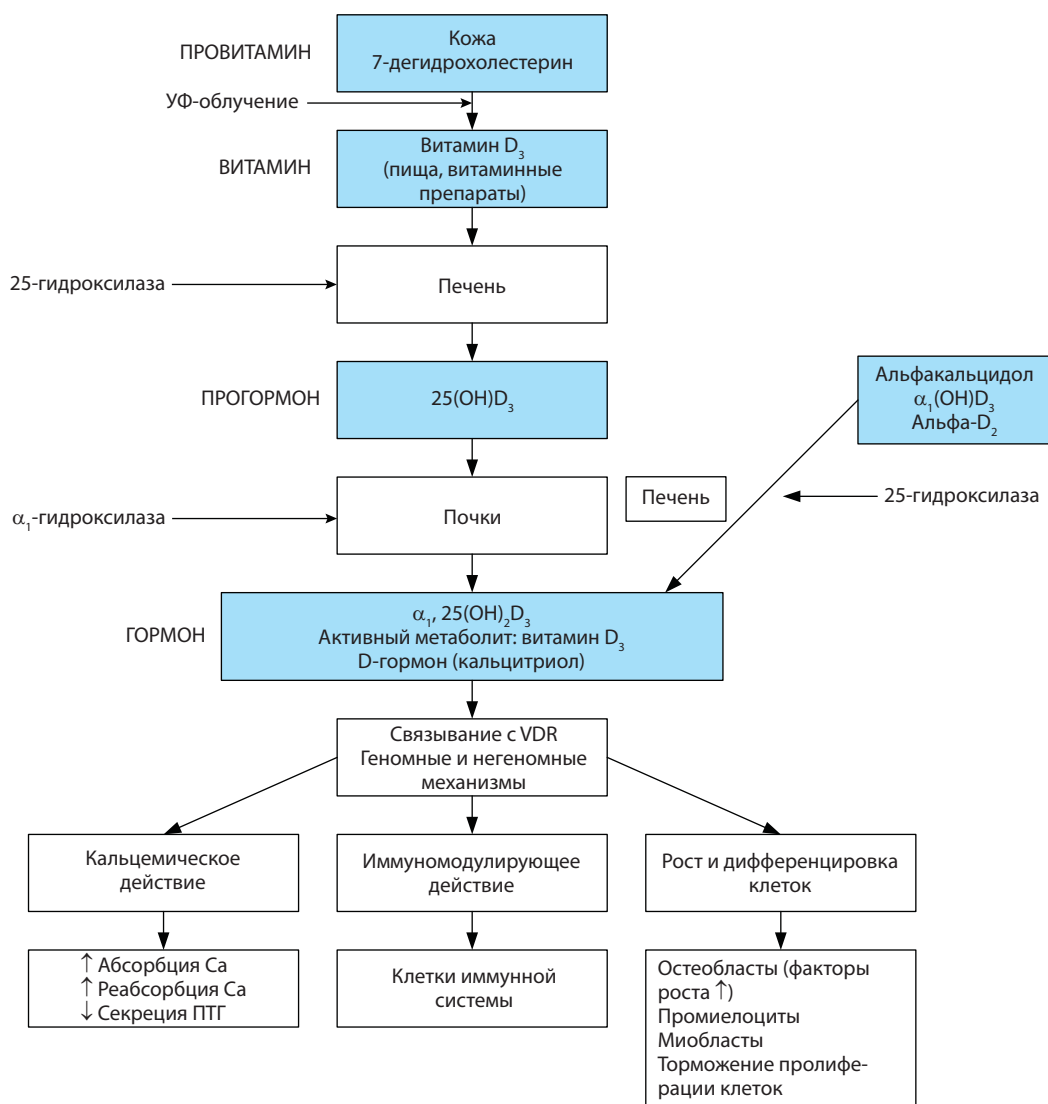 ПРОВИТАМИН
Кожа
7-дегидрохолестерин
УФ-облучение
ВИТАМИН
Витамин D₃
(пища, витаминные
препараты)
25-гидроксилаза
Печень
ПРОГОРМОН
25(OH)D₃
Альфакальцидол
α₁(OH)D₃
Альфа-D₂
Печень
25-гидроксилаза
α₁-гидроксилаза
Почки
ГОРМОН
α₁, 25(OH)₂D₃
Активный метаболит: витамин D₃
D-гормон (кальцитриол)
Связывание с VDR
Геномные и негеномные
механизмы
Кальцемическое
действие
Иммуномодулирующее
действие
Рост и дифференцировка
клеток
↑ Абсорбция Ca
↑ Реабсорбция Ca
↓ Секреция ПТГ
Клетки иммунной
системы
Остеобласты (факторы
роста ↑)
Промиелоциты
Миобласты
Торможение пролифе-
рации клеток